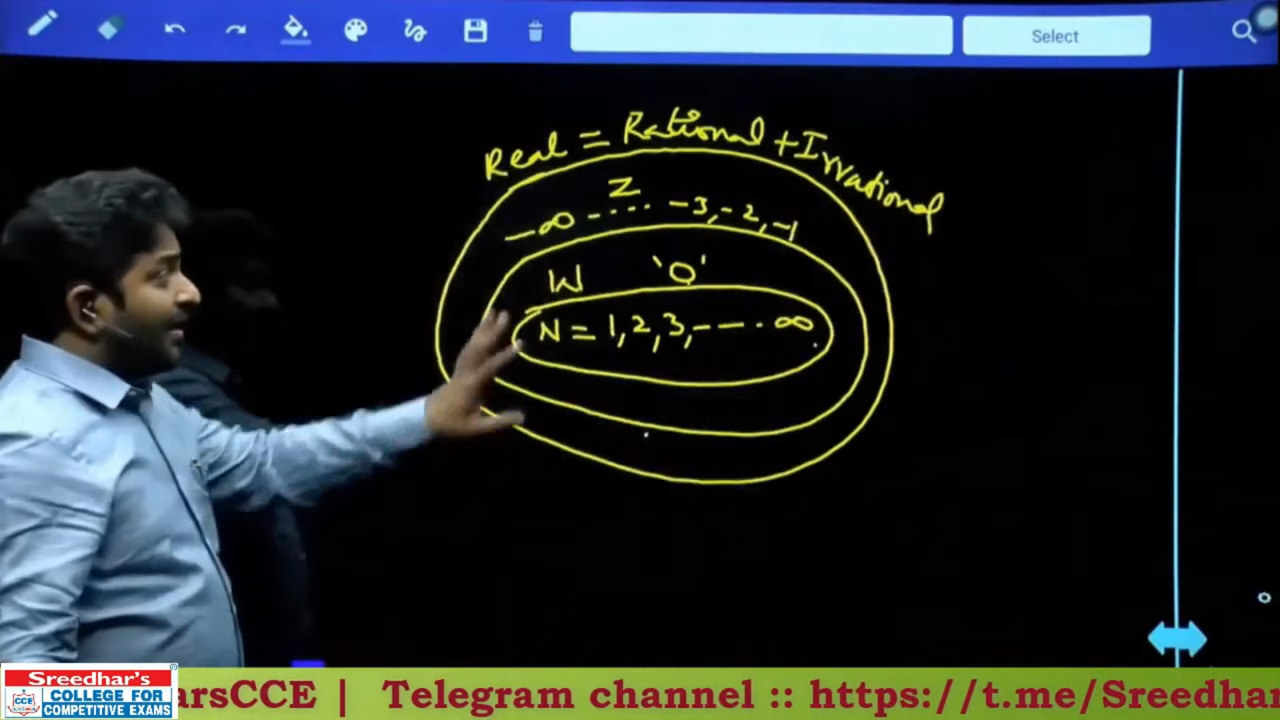 Select
Real = Rational + Irrational
Z
-∞ ---- -3, -2, -1
W '0'
N = 1, 2, 3, --- . ∞
Sreedhar's
CCE
COLLEGE FOR
COMPETITIVE EXAMS
arsCCE | Telegram channel :: https://t.me/Sreedhar